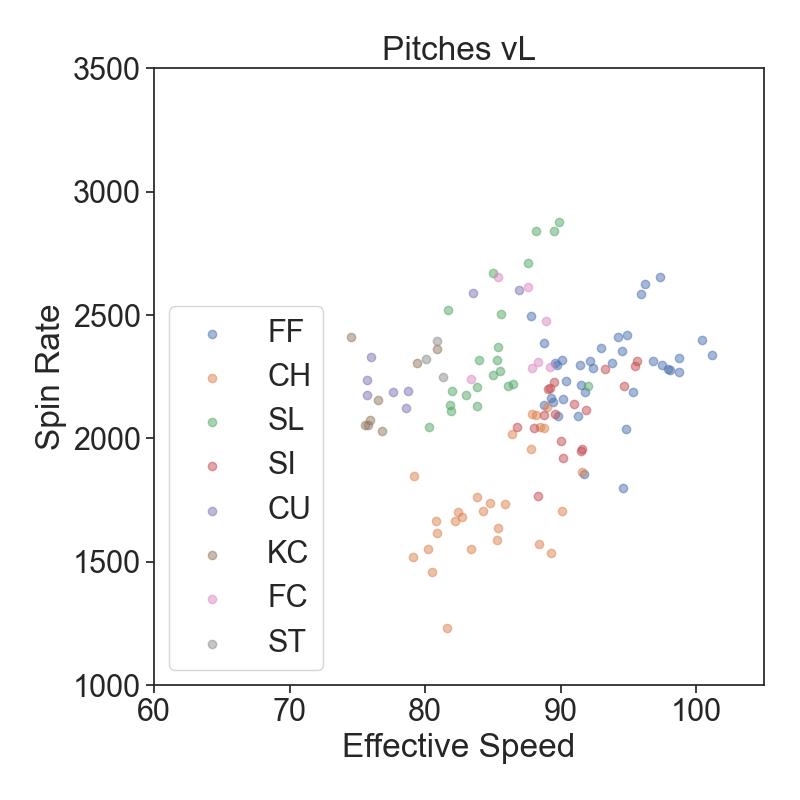 Pitches vL
3500
3000
2500
2000
1500
1000
Spin Rate
FF
CH
SL
SI
CU
KC
FC
ST
60 70 80 90 100
Effective Speed